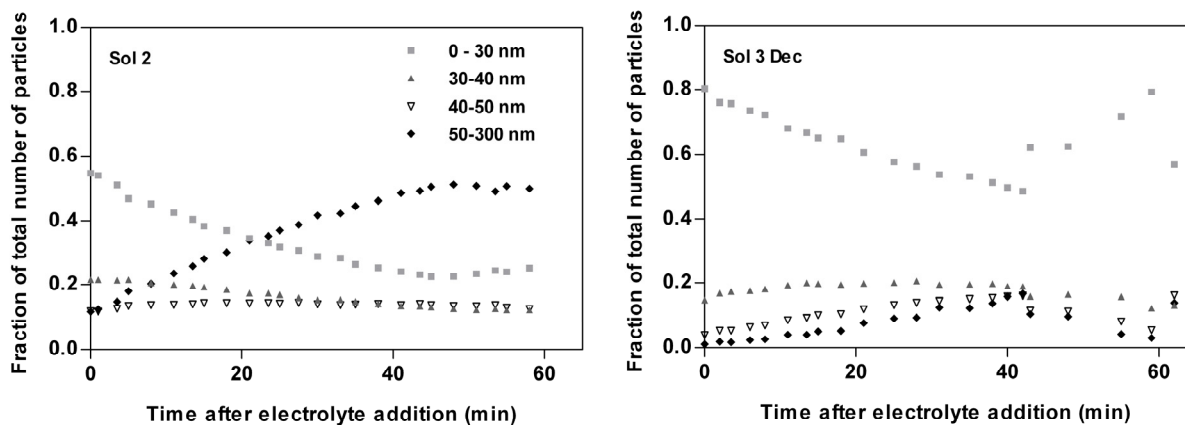 Fraction of total number of particles
1.0
0.8
0.6
0.4
0.2
0.0
Sol 2
0 - 30 nm
30-40 nm
40-50 nm
50-300 nm
0
20
40
60
Time after electrolyte addition (min)
Fraction of total number of particles
1.0
0.8
0.6
0.4
0.2
0.0
Sol 3 Dec
0
20
40
60
Time after electrolyte addition (min)